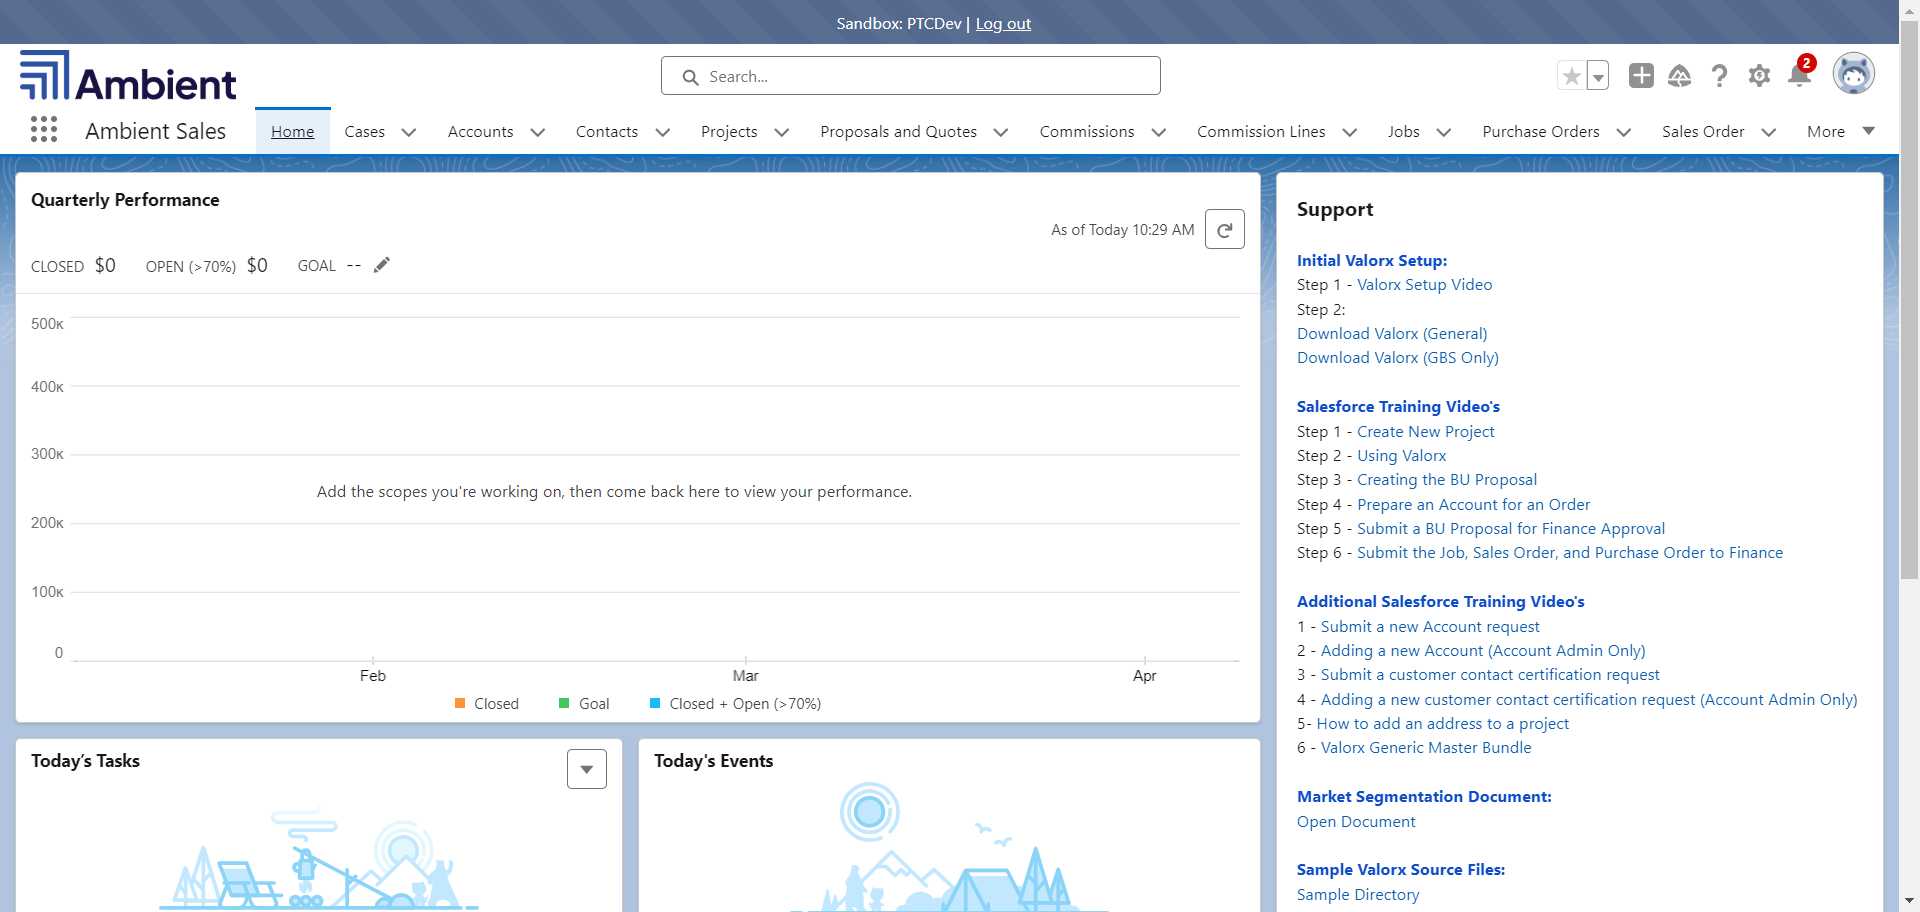 Sandbox: PTCDev | Log out
Ambient
Search...
2
Ambient Sales
Home
Cases
Accounts
Contacts
Projects
Proposals and Quotes
Commissions
Commission Lines
Jobs
Purchase Orders
Sales Order
More
Quarterly Performance
As of Today 10:29 AM
CLOSED $0 OPEN (>70%) $0 GOAL --
500K
400K
300K
Add the scopes you're working on, then come back here to view your performance.
200K
100K
0
Feb
Mar
Apr
Closed
Goal
Closed + Open (>70%)
Today's Tasks
Today's Events
Support
Initial Valorx Setup:
Step 1 - Valorx Setup Video
Step 2:
Download Valorx (General)
Download Valorx (GBS Only)
Salesforce Training Video's
Step 1 - Create New Project
Step 2 - Using Valorx
Step 3 - Creating the BU Proposal
Step 4 - Prepare an Account for an Order
Step 5 - Submit a BU Proposal for Finance Approval
Step 6 - Submit the Job, Sales Order, and Purchase Order to Finance
Additional Salesforce Training Video's
1 - Submit a new Account request
2 - Adding a new Account (Account Admin Only)
3 - Submit a customer contact certification request
4 - Adding a new customer contact certification request (Account Admin Only)
5- How to add an address to a project
6 - Valorx Generic Master Bundle
Market Segmentation Document:
Open Document
Sample Valorx Source Files:
Sample Directory